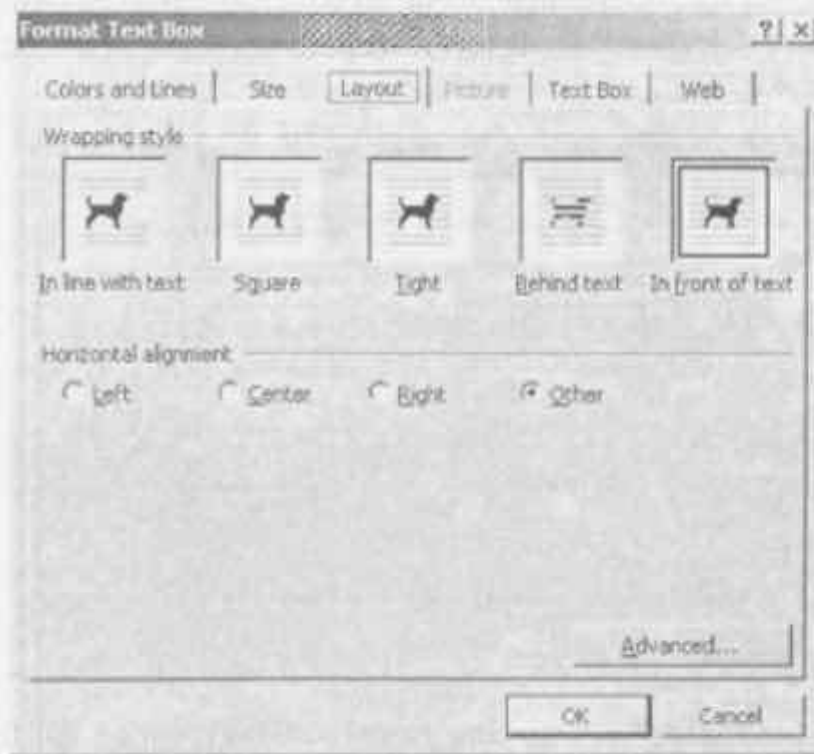 Format Text Box ? ×
Colors and Lines Size Layout Picture Text Box Web
Wrapping style
In line with text Square Tight Behind text In front of text
Horizontal alignment
Left Center Right Other
Advanced...
OK Cancel